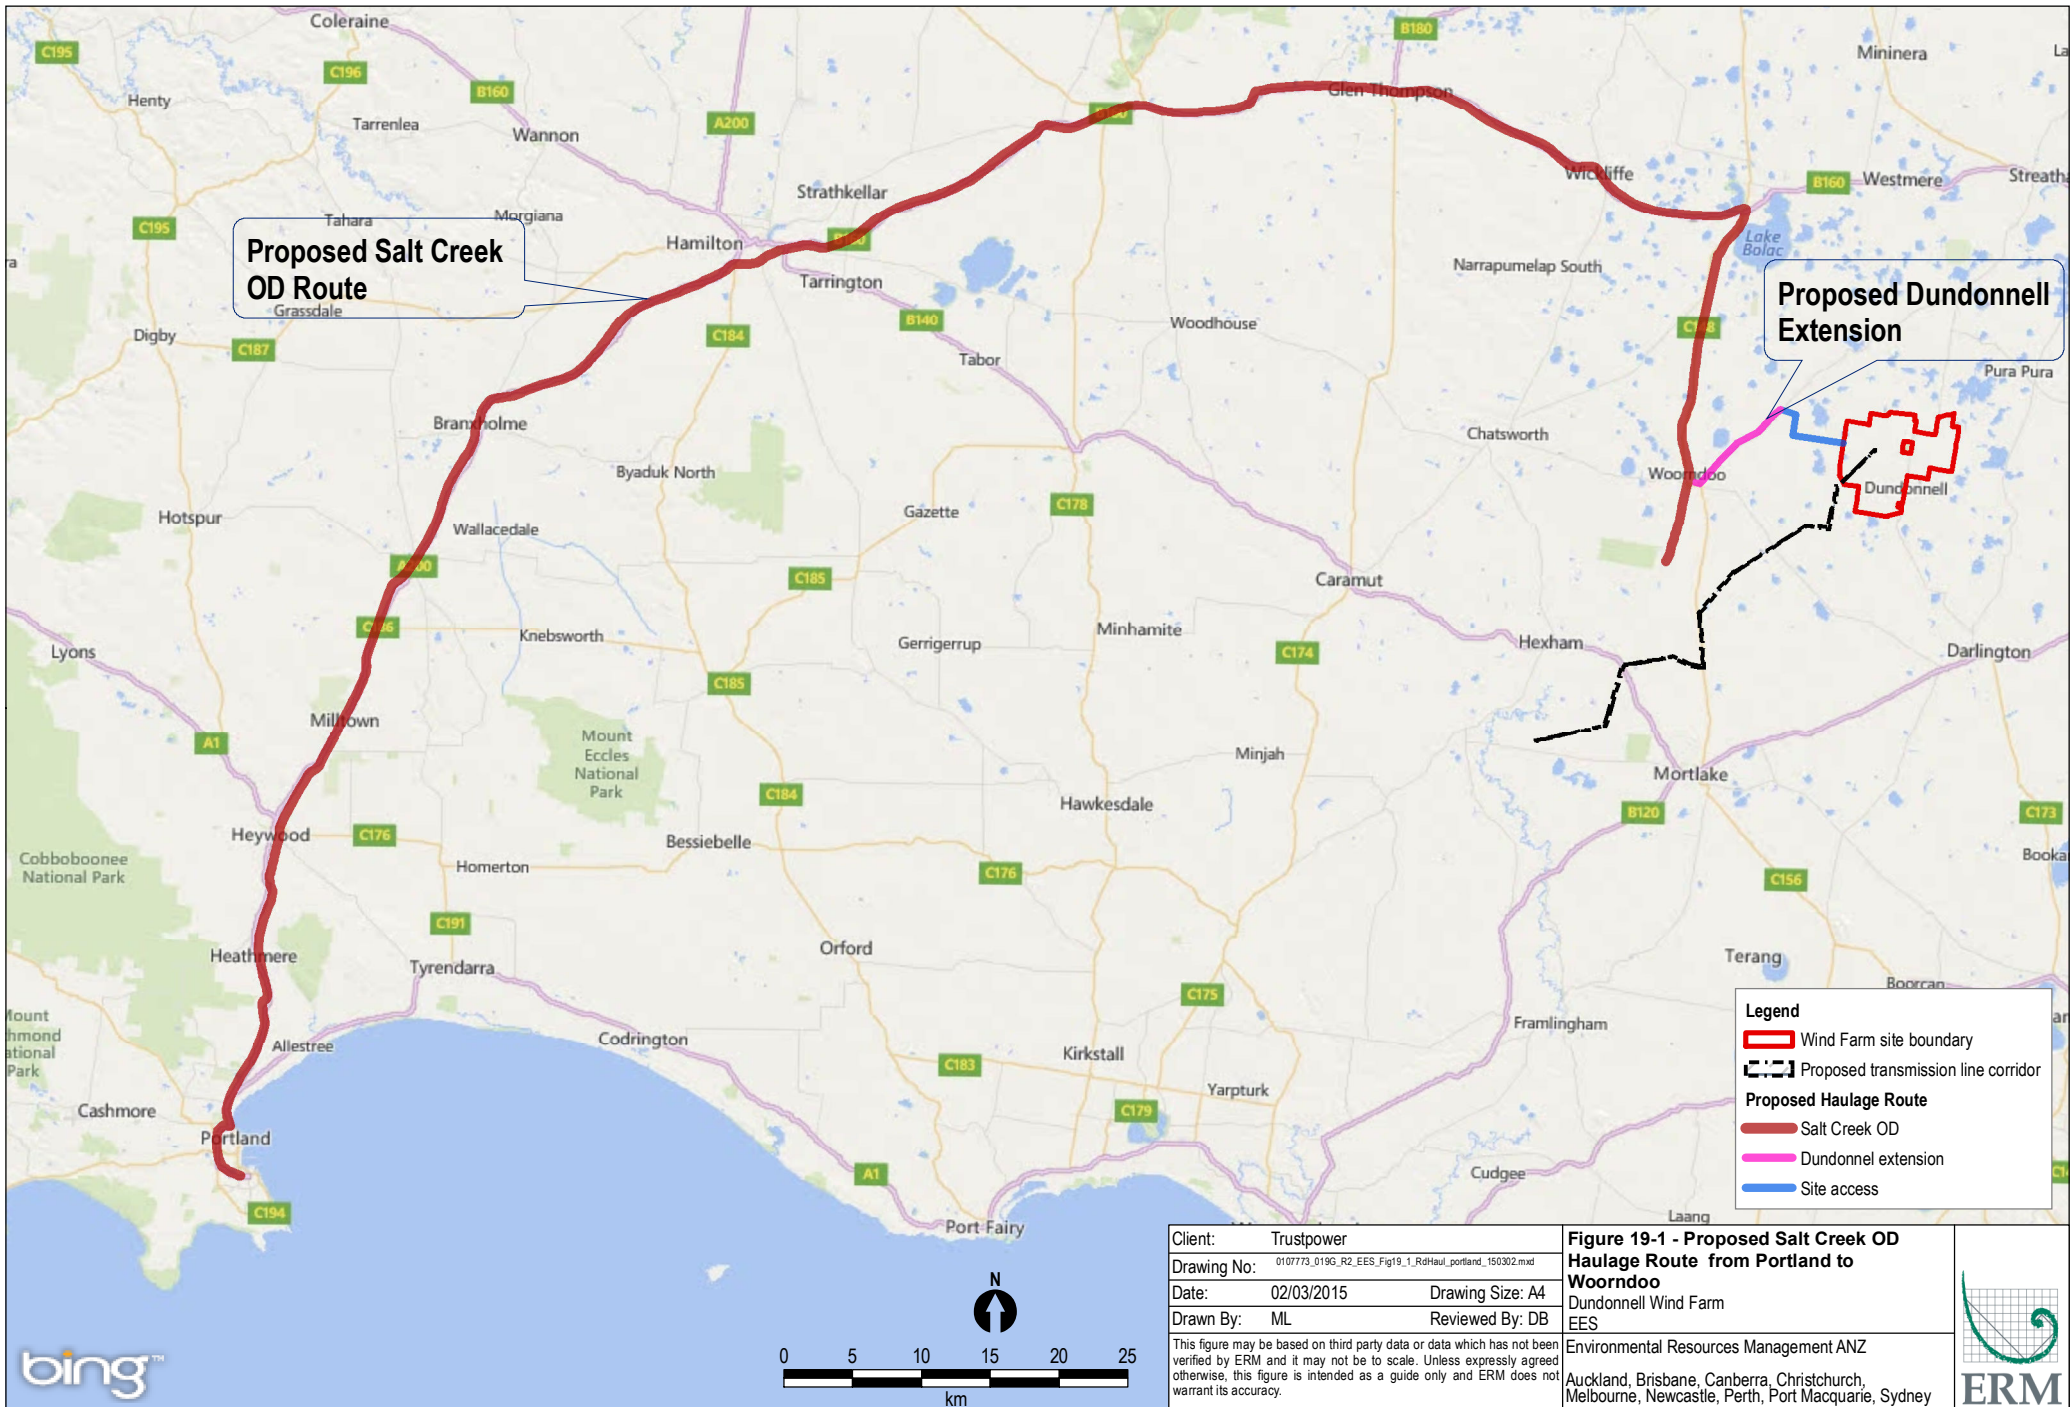 Coleraine
B180
Mininera
C195
C196
B160
Henty
Tarrenlea
Wannon
A200
Glen Thompson
Strathkellar
Wickliffe
B160
Westmere
Tahara
Morgiana
C195
Hamilton
Lake
Bolac
Proposed Salt Creek
OD Route
Narrapumelap South
Tarrington
Proposed Dundonnell
Extension
Grassdale
Digby
C187
C184
B140
Woodhouse
Tabor
Pura Pura
Branxholme
Chatsworth
Byaduk North
Woorndoo
Dundonnell
Hotspur
Wallacedale
Gazette
C178
C185
Caramut
Knebsworth
Gerrigerrup
Minhamite
C174
Hexham
Lyons
Darlington
C185
Milltown
A1
Mount
Eccles
National
Park
Minjah
Mortlake
C184
Hawkesdale
B120
C173
Heywood
C176
Bessiebelle
Cobboboonee
National Park
Homerton
C176
C156
C191
Orford
Heathmere
Tyrendarra
Terang
Boorcan
C175
Codrington
Allestree
Framlingham
Kirkstall
C183
Yarpturk
Cashmore
C179
Portland
A1
Cudgee
C194
Port Fairy
Laang
Legend
Wind Farm site boundary
Proposed transmission line corridor
Proposed Haulage Route
Salt Creek OD
Dundonnel extension
Site access
N
0 5 10 15 20 25
km
bing™
Client: Trustpower
Drawing No: 0107773_019G_R2_EES_Fig19_1_RdHaul_portland_150302.mxd
Date: 02/03/2015 Drawing Size: A4
Drawn By: ML Reviewed By: DB
This figure may be based on third party data or data which has not been
verified by ERM and it may not be to scale. Unless expressly agreed
otherwise, this figure is intended as a guide only and ERM does not
warrant its accuracy.
Figure 19-1 - Proposed Salt Creek OD
Haulage Route from Portland to
Woorndoo
Dundonnell Wind Farm
EES
Environmental Resources Management ANZ
Auckland, Brisbane, Canberra, Christchurch,
Melbourne, Newcastle, Perth, Port Macquarie, Sydney
ERM